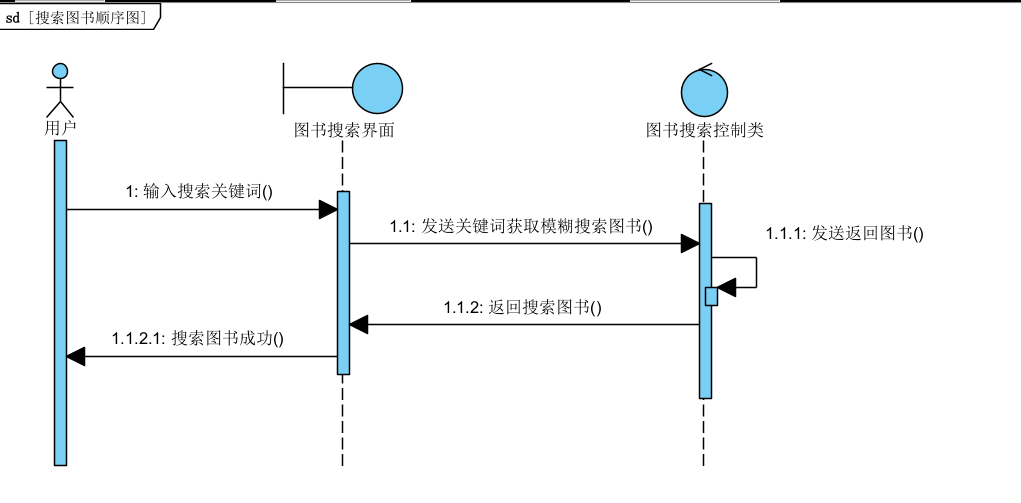 sd [搜索图书顺序图]
用户
图书搜索界面
图书搜索控制类
1: 输入搜索关键词()
1.1: 发送关键词获取模糊搜索图书()
1.1.1: 发送返回图书()
1.1.2: 返回搜索图书()
1.1.2.1: 搜索图书成功()